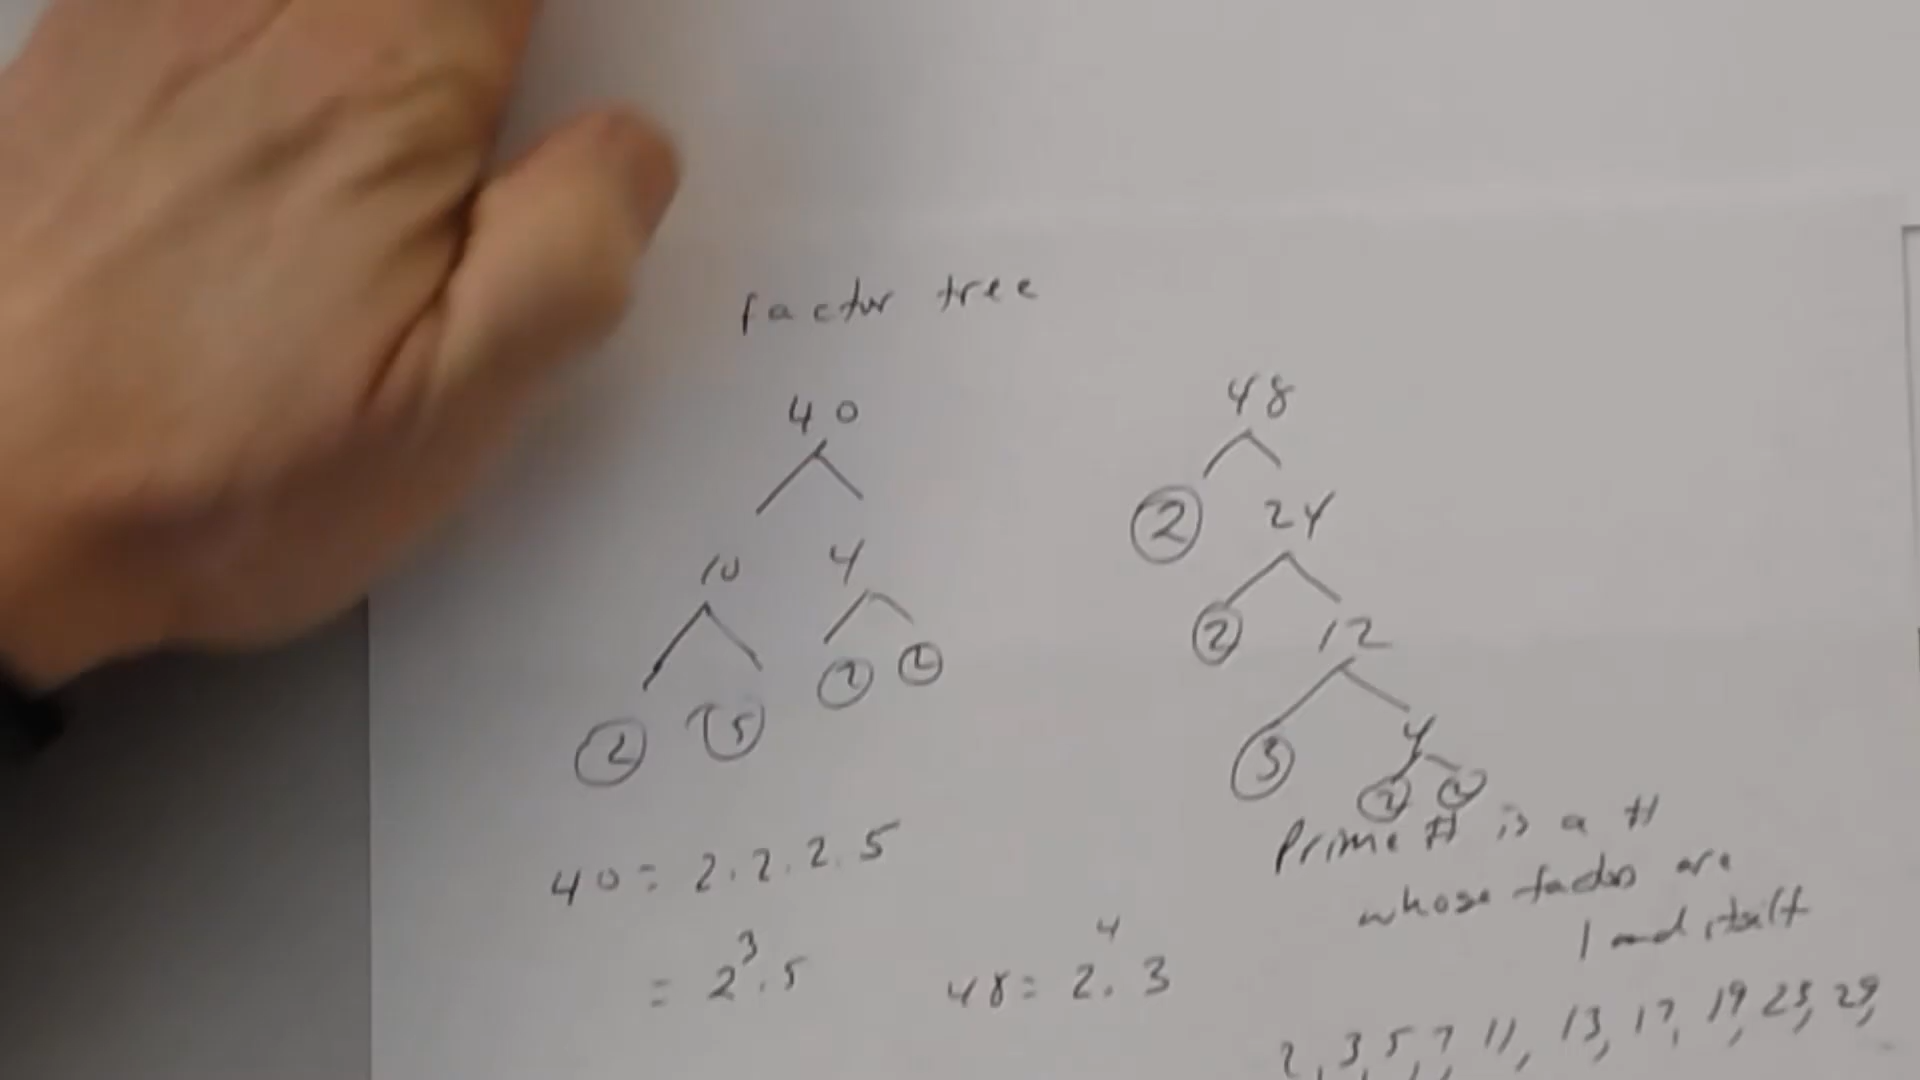 factor tree
40
10 4
2 5 2 2
40 = 2.2.2.5
= 2³.5
48
2 24
2 12
3 4
2 2
48 = 2⁴.3
Prime # is a #
whose factors are
1 and itself
2, 3, 5, 7, 11, 13, 17, 19, 23, 29,